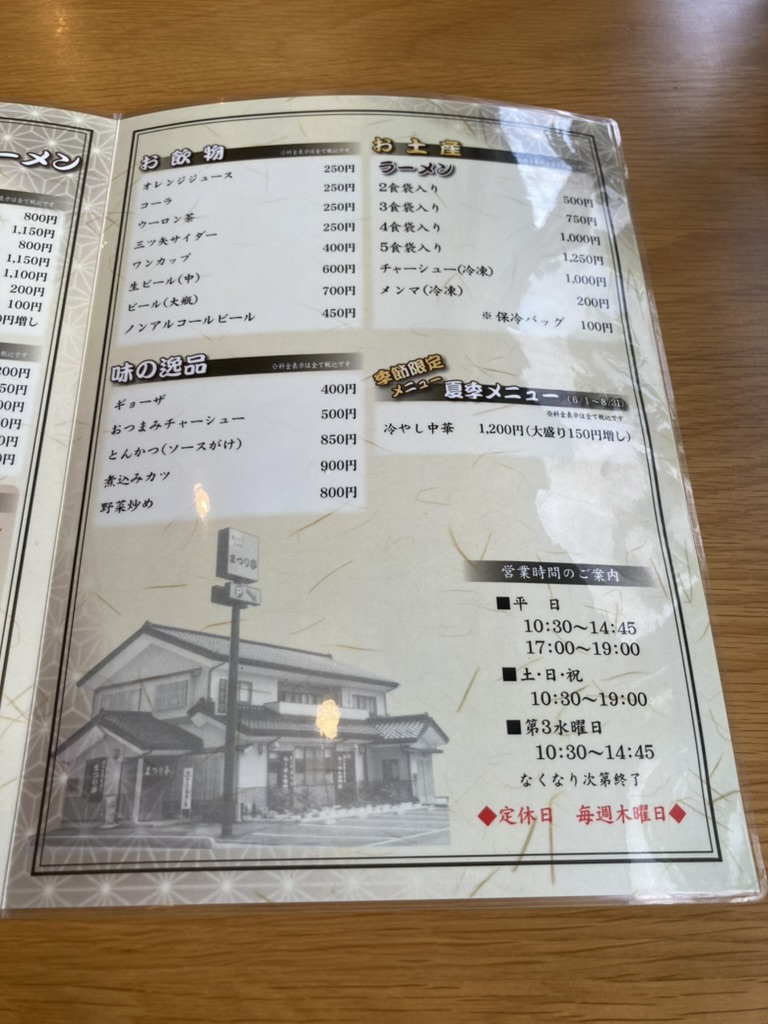 ーメン
800円
1,150円
800円
1,150円
1,100円
200円
100円
円増し
お飲物 ◇料金表示は全て税込です
オレンジジュース 250円
コーラ 250円
ウーロン茶 250円
三ツ矢サイダー 250円
ワンカップ 400円
生ビール(中) 600円
ビール(大瓶) 700円
ノンアルコールビール 450円
味の逸品 ◇料金表示は全て税込です
ギョーザ 400円
おつまみチャーシュー 500円
とんかつ(ソースがけ) 850円
煮込みカツ 900円
野菜炒め 800円
お土産
ラーメン
2食袋入り 500円
3食袋入り 750円
4食袋入り 1,000円
5食袋入り 1,250円
チャーシュー(冷凍) 1,000円
メンマ(冷凍) 200円
※保冷バッグ 100円
季節限定
メニュー 夏季メニュー (6/1～8/31)
※料金表示は全て税込です
冷やし中華 1,200円(大盛り150円増し)
まつり亭
P
まつり亭
営業時間のご案内
■平 日
10:30～14:45
17:00～19:00
■土・日・祝
10:30～19:00
■第3水曜日
10:30～14:45
なくなり次第終了
◆定休日 毎週木曜日◆